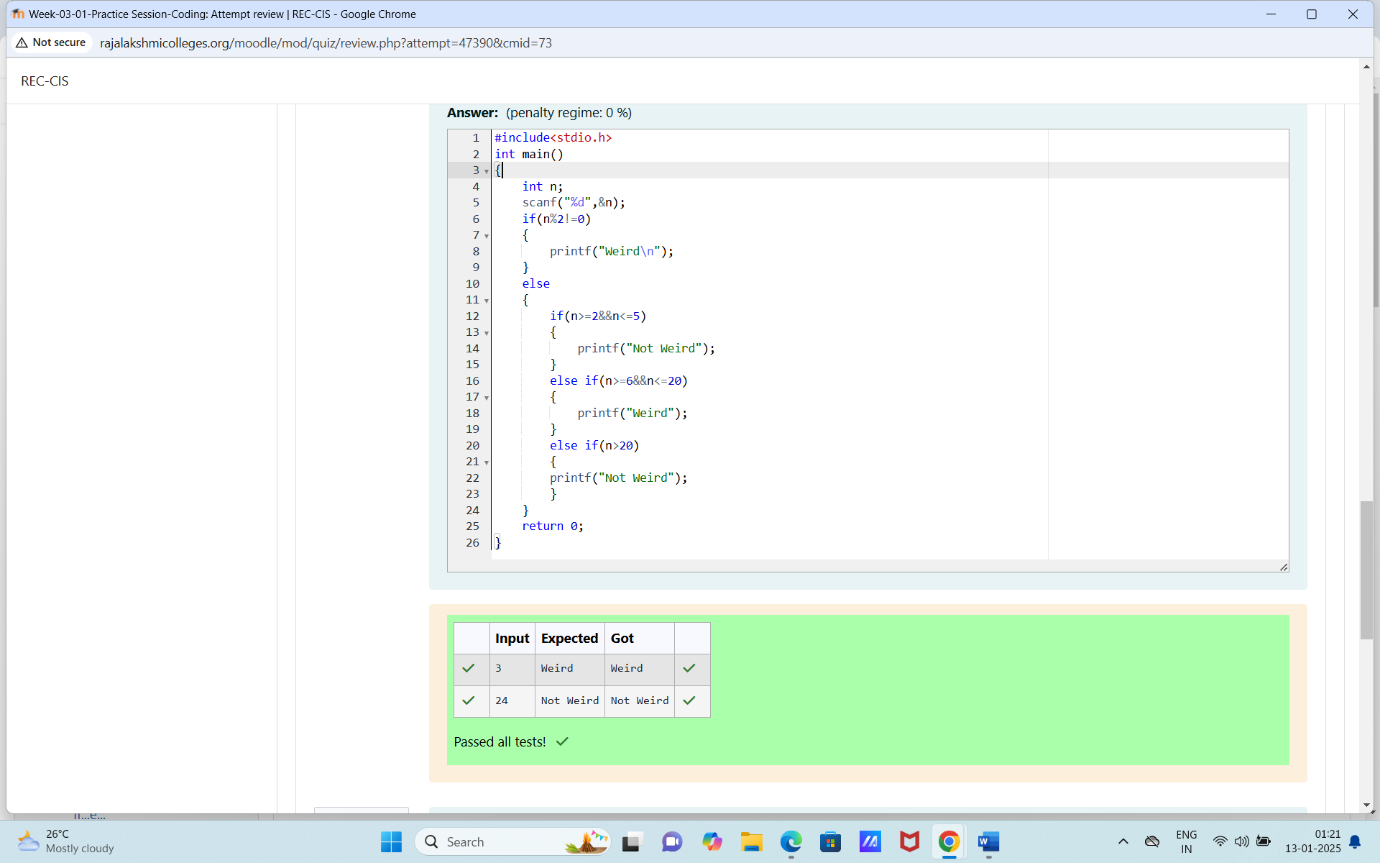 Week-03-01-Practice Session-Coding: Attempt review | REC-CIS - Google Chrome
Not secure rajalakshmicolleges.org/moodle/mod/quiz/review.php?attempt=47390&cmid=73
REC-CIS
Answer: (penalty regime: 0 %)
1 #include<stdio.h>
2 int main()
3 {
4 int n;
5 scanf("%d",&n);
6 if(n%2!=0)
7 {
8 printf("Weird\n");
9 }
10 else
11 {
12 if(n>=2&&n<=5)
13 {
14 printf("Not Weird");
15 }
16 else if(n>=6&&n<=20)
17 {
18 printf("Weird");
19 }
20 else if(n>20)
21 {
22 printf("Not Weird");
23 }
24 }
25 return 0;
26 }
Input Expected Got
3 Weird Weird
24 Not Weird Not Weird
Passed all tests!
26°C
Mostly cloudy
Search
ENG
IN
01:21
13-01-2025